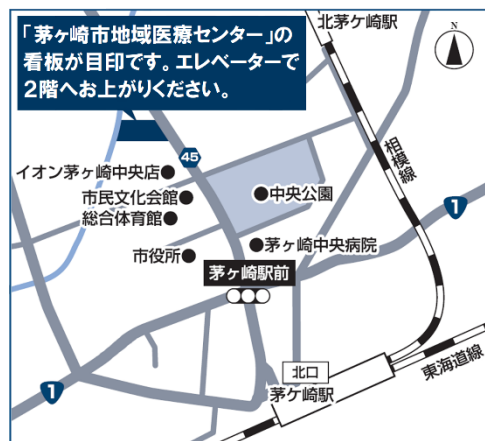 「茅ヶ崎市地域医療センター」の
看板が目印です。エレベーターで
2階へお上がりください。
北茅ケ崎駅
N
相模線
45
イオン茅ヶ崎中央店
市民文化会館
総合体育館
中央公園
1
茅ヶ崎中央病院
市役所
茅ヶ崎駅前
北口
茅ケ崎駅
東海道線
1